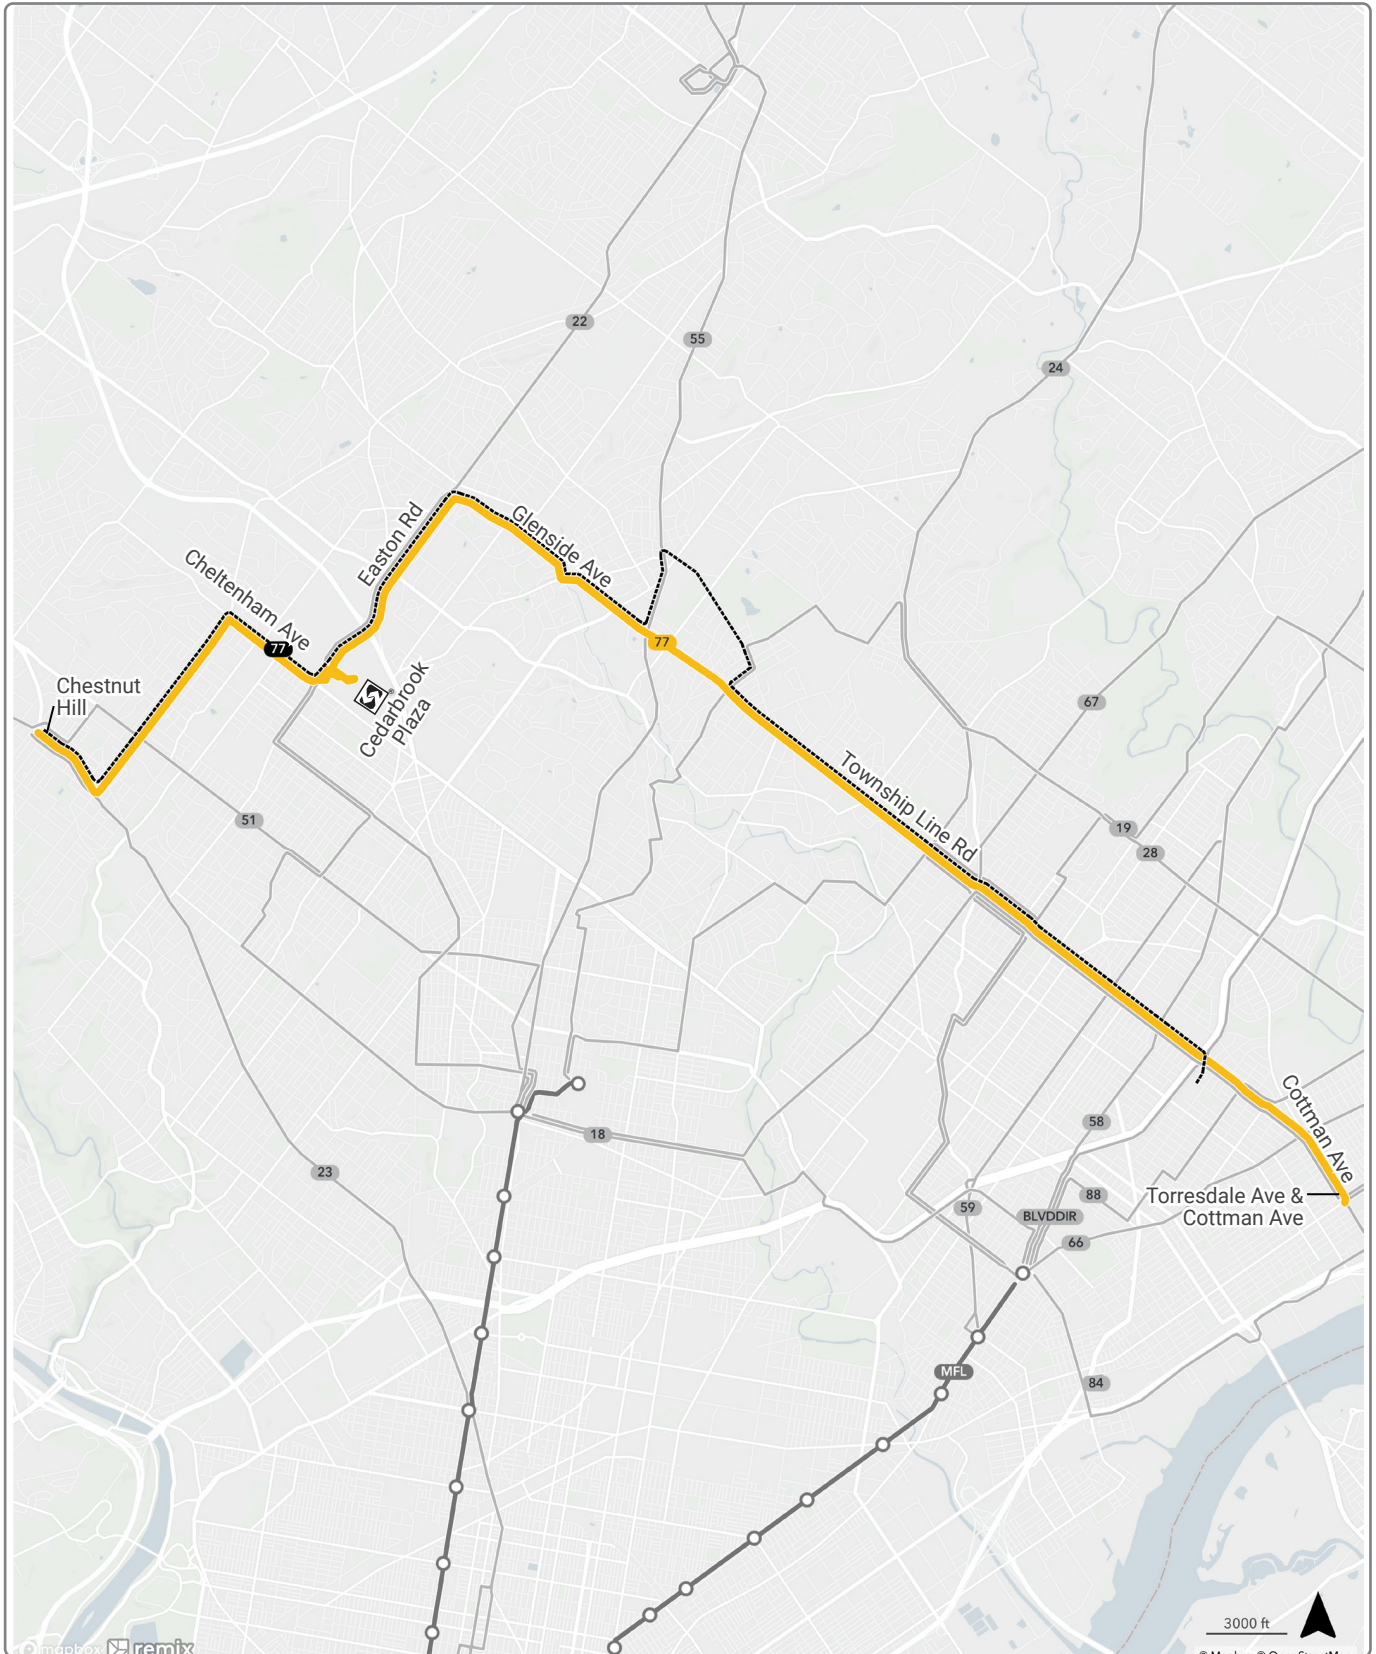 22
55
24
Easton Rd
Glenside Ave
Cheltenham Ave
77
77
Chestnut
Hill
Cedarbrook
Plaza
67
Township Line Rd
51
19
28
Cottman Ave
58
18
23
88
Torresdale Ave &
Cottman Ave
59
BLVDDIR
66
MFL
84
3000 ft
mapbox
remix